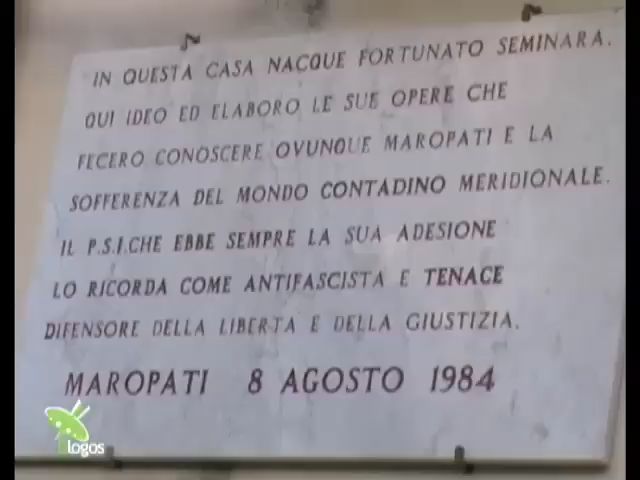 IN QUESTA CASA NACQUE FORTUNATO SEMINARA.
QUI IDEO ED ELABORO LE SUE OPERE CHE
FECERO CONOSCERE OVUNQUE MAROPATI E LA
SOFFERENZA DEL MONDO CONTADINO MERIDIONALE.
IL P.S.I.CHE EBBE SEMPRE LA SUA ADESIONE
LO RICORDA COME ANTIFASCISTA E TENACE
DIFENSORE DELLA LIBERTA E DELLA GIUSTIZIA.
MAROPATI 8 AGOSTO 1984
logos